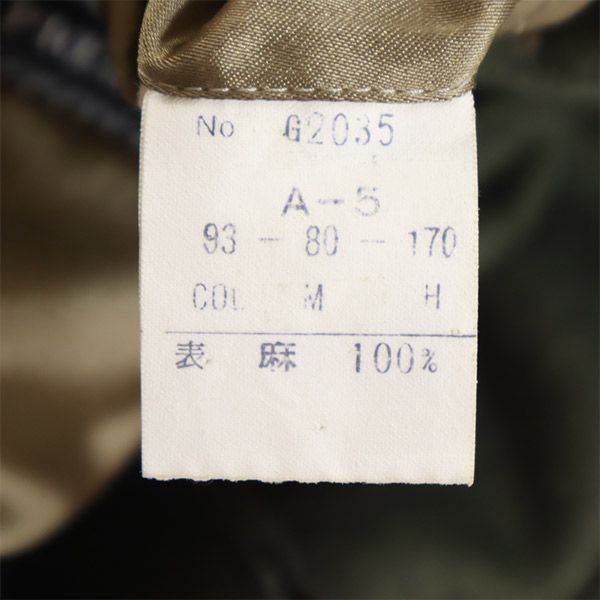 No G2035
A-5
93-80-170
COL M H
表 麻 100%